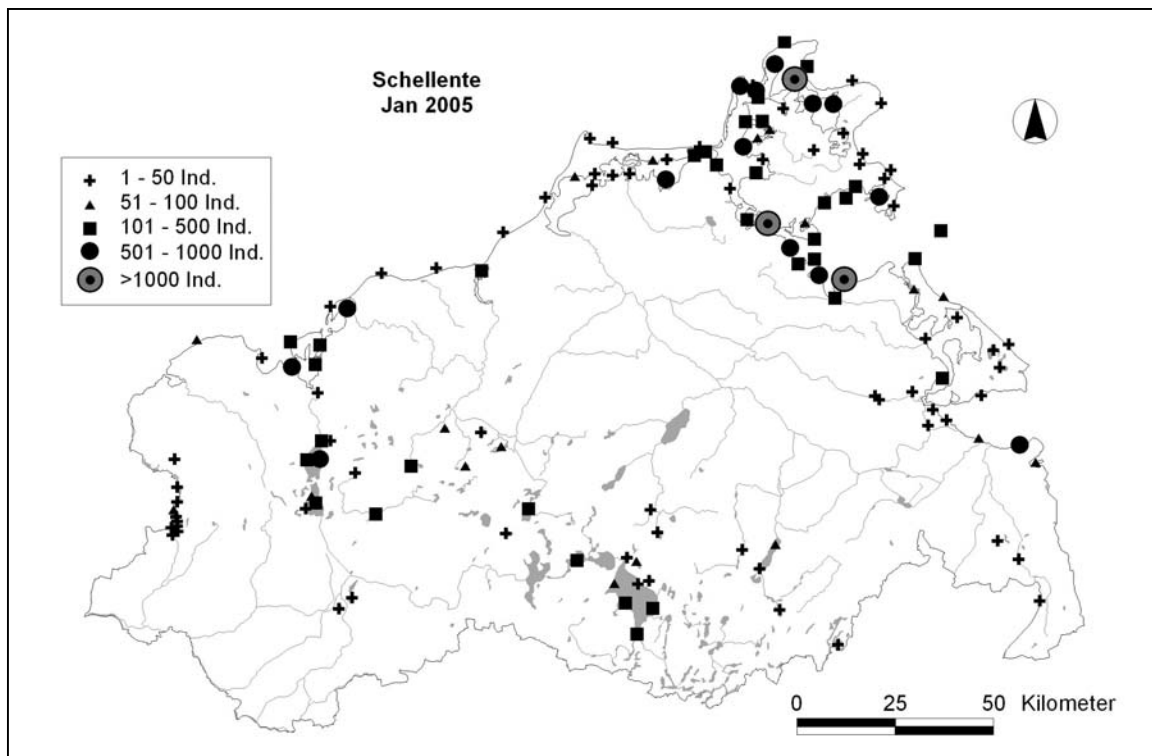 Schellente
Jan 2005
1 - 50 Ind.
51 - 100 Ind.
101 - 500 Ind.
501 - 1000 Ind.
>1000 Ind.
0 25 50 Kilometer